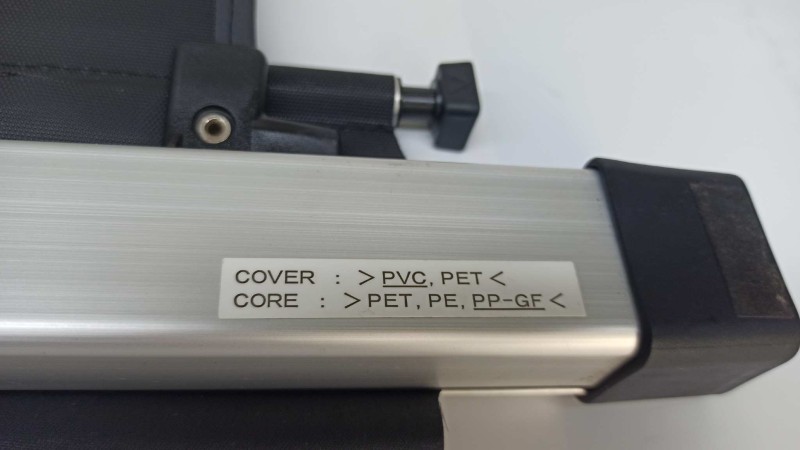 COVER : >PVC, PET<
CORE : >PET, PE, PP-GF<